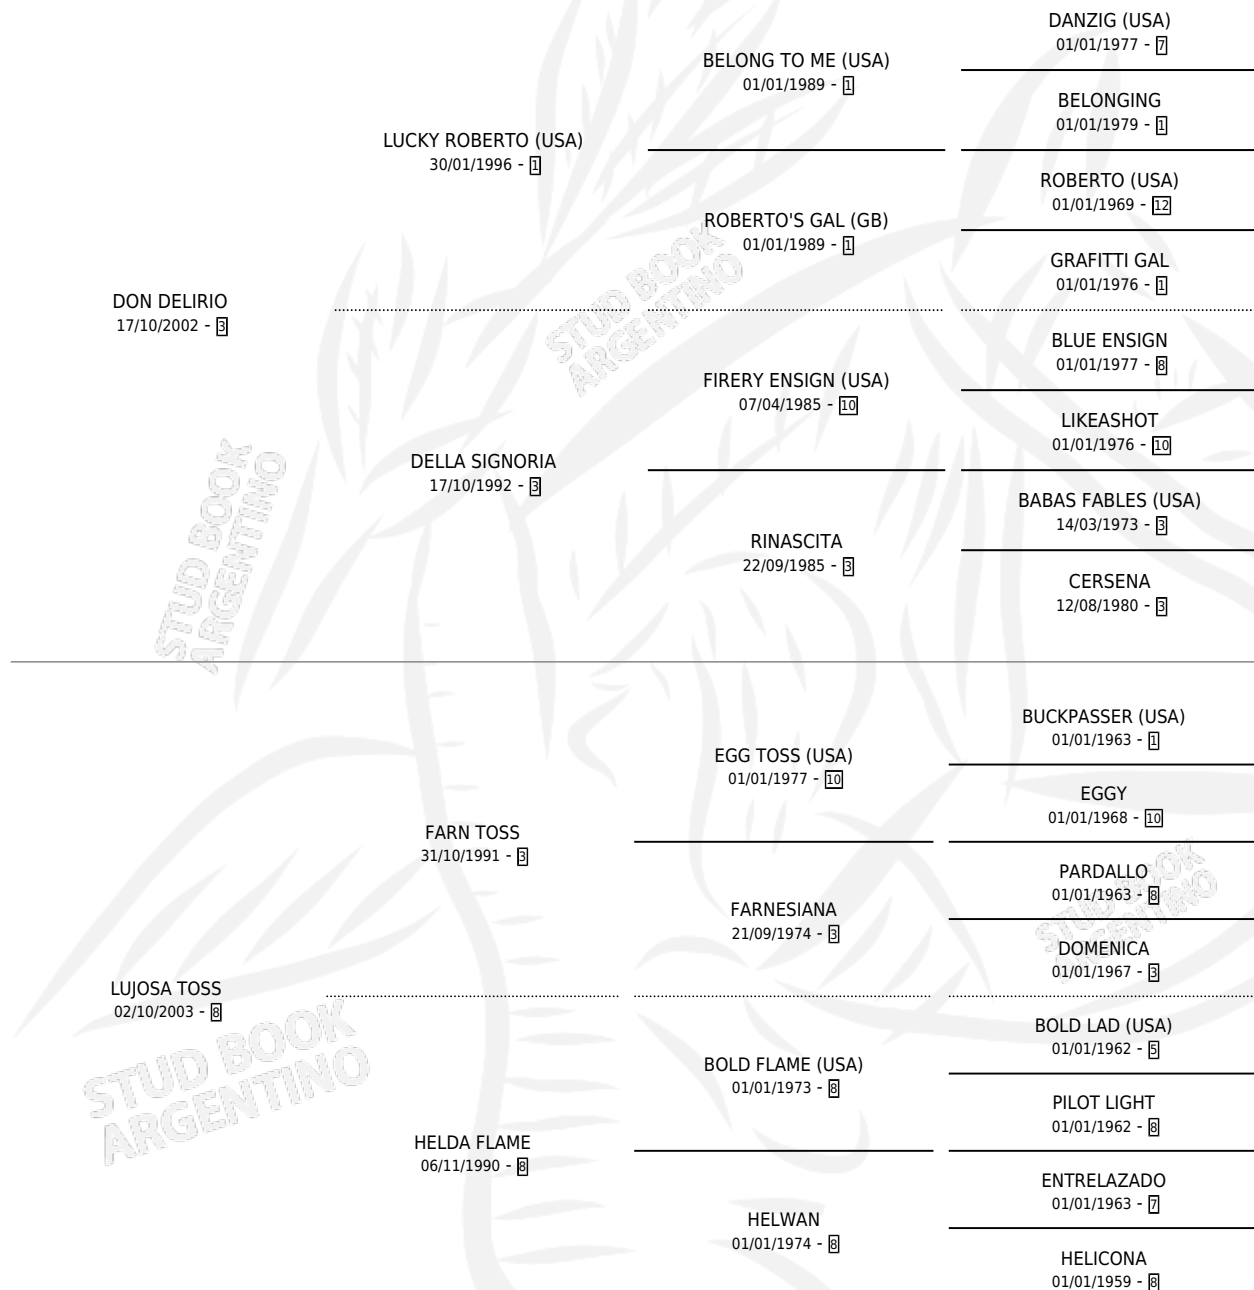 DANZIG (USA)
01/01/1977 - 7
BELONG TO ME (USA)
01/01/1989 - 1
BELONGING
01/01/1979 - 1
LUCKY ROBERTO (USA)
30/01/1996 - 1
ROBERTO (USA)
01/01/1969 - 12
ROBERTO'S GAL (GB)
01/01/1989 - 1
GRAFITTI GAL
01/01/1976 - 1
DON DELIRIO
17/10/2002 - 3
STUD BOOK
ARGENTINO
BLUE ENSIGN
01/01/1977 - 8
FIRERY ENSIGN (USA)
07/04/1985 - 10
LIKEASHOT
01/01/1976 - 10
DELLA SIGNORIA
17/10/1992 - 3
BABAS FABLES (USA)
14/03/1973 - 3
RINASCITA
22/09/1985 - 3
CERSENA
12/08/1980 - 3
STUD BOOK
ARGENTINO
BUCKPASSER (USA)
01/01/1963 - 1
EGG TOSS (USA)
01/01/1977 - 10
EGGY
01/01/1968 - 10
FARN TOSS
31/10/1991 - 3
PARDALLO
01/01/1963 - 8
FARNESIANA
21/09/1974 - 3
DOMENICA
01/01/1967 - 3
STUD BOOK
ARGENTINO
LUJOSA TOSS
02/10/2003 - 8
BOLD LAD (USA)
01/01/1962 - 5
BOLD FLAME (USA)
01/01/1973 - 8
PILOT LIGHT
01/01/1962 - 8
STUD BOOK
ARGENTINO
HELDA FLAME
06/11/1990 - 8
ENTRELAZADO
01/01/1963 - 7
HELWAN
01/01/1974 - 8
HELICONA
01/01/1959 - 8